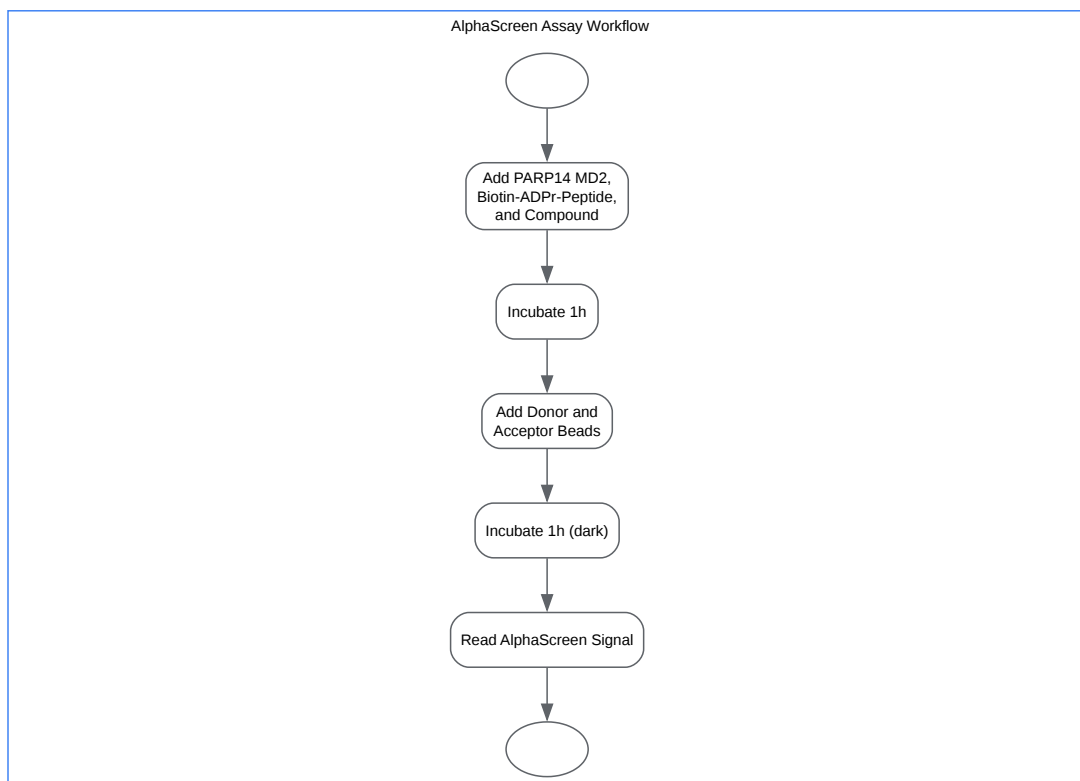 AlphaScreen Assay Workflow
Add PARP14 MD2,
Biotin-ADPr-Peptide,
and Compound
Incubate 1h
Add Donor and
Acceptor Beads
Incubate 1h (dark)
Read AlphaScreen Signal